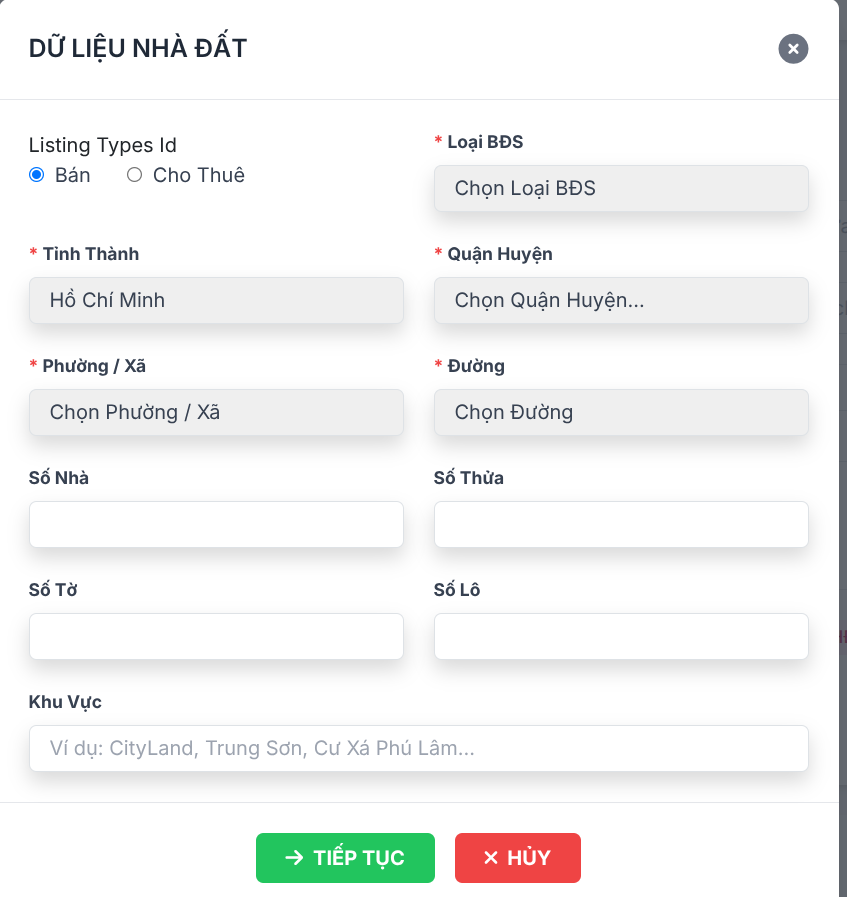 DỮ LIỆU NHÀ ĐẤT
Listing Types Id
Bán Cho Thuê
* Loại BĐS
Chọn Loại BĐS
* Tỉnh Thành
Hồ Chí Minh
* Quận Huyện
Chọn Quận Huyện...
* Phường / Xã
Chọn Phường / Xã
* Đường
Chọn Đường
Số Nhà
Số Thửa
Số Tờ
Số Lô
Khu Vực
Ví dụ: CityLand, Trung Sơn, Cư Xá Phú Lâm...
TIẾP TỤC
HỦY